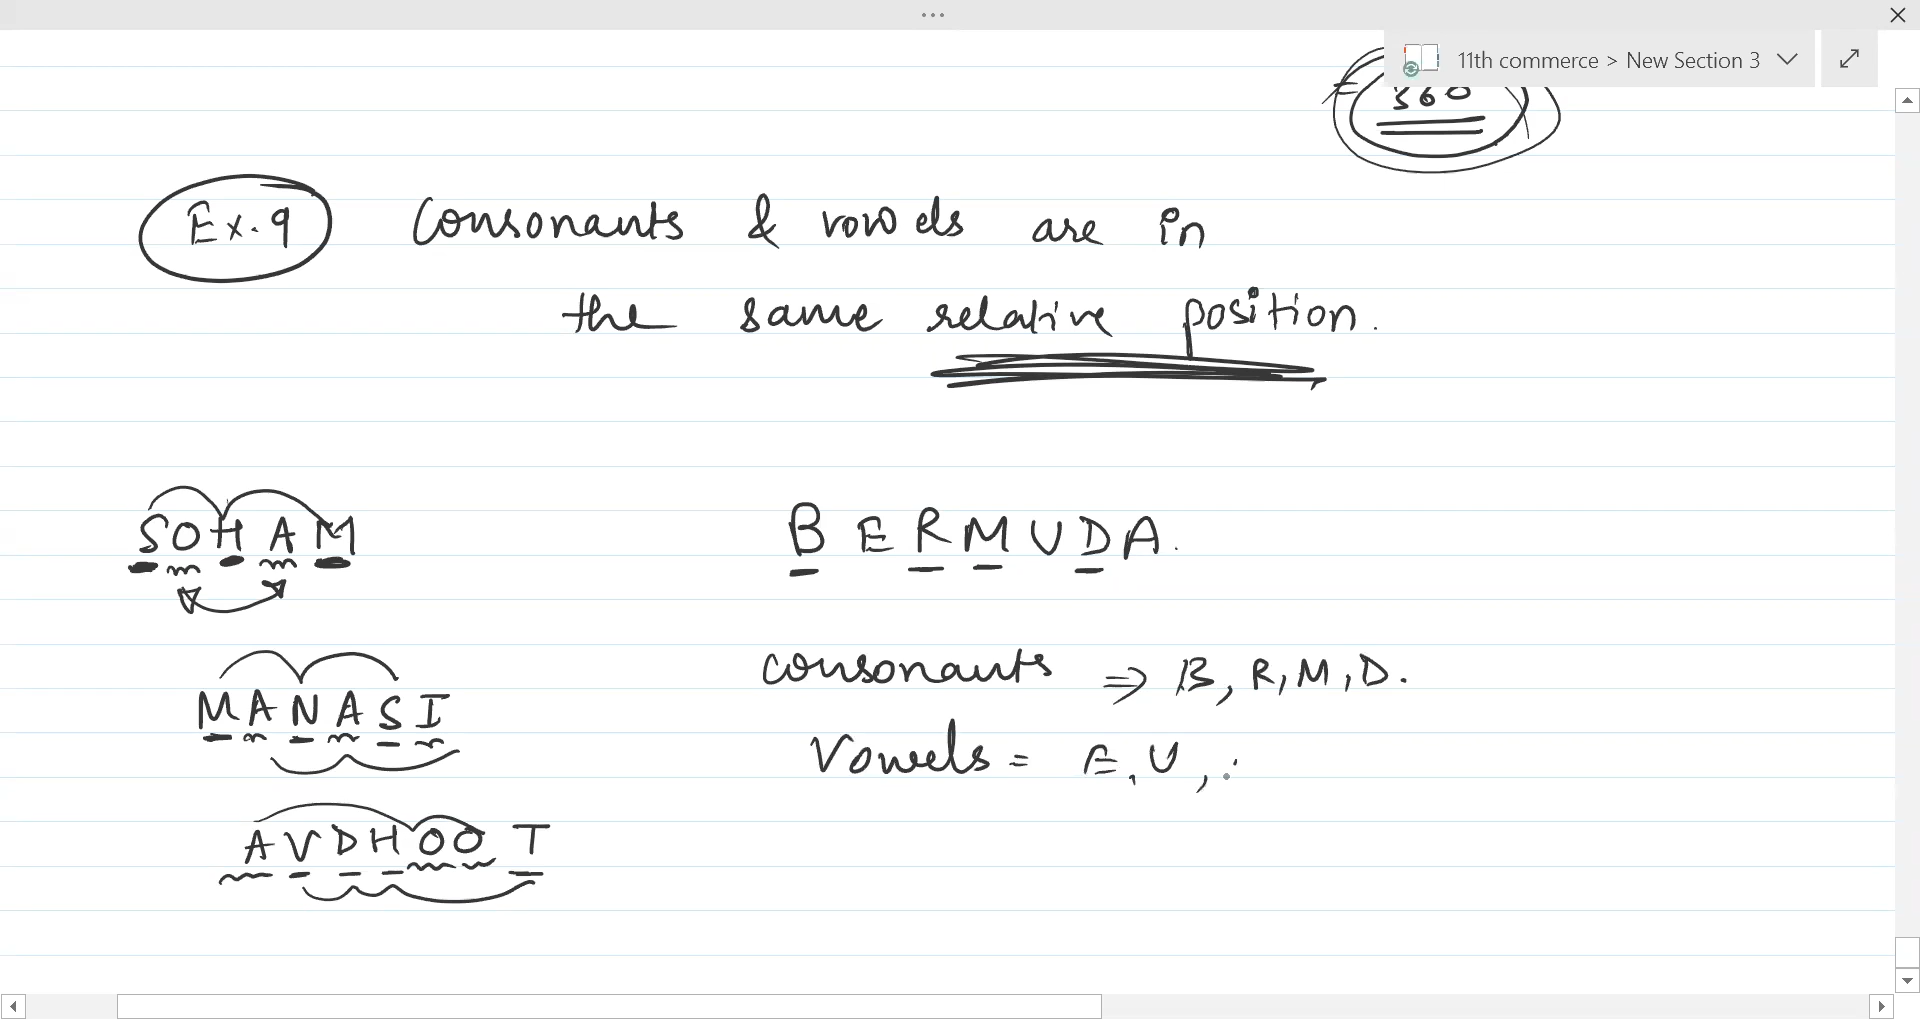 11th commerce > New Section 3
360
Ex. 9 Consonants & vowels are in
the same relative position.
SOHAM
BERMUDA.
MANASI
Consonants ⇒ B, R, M, D.
Vowels = E, U,
AVDHOOT